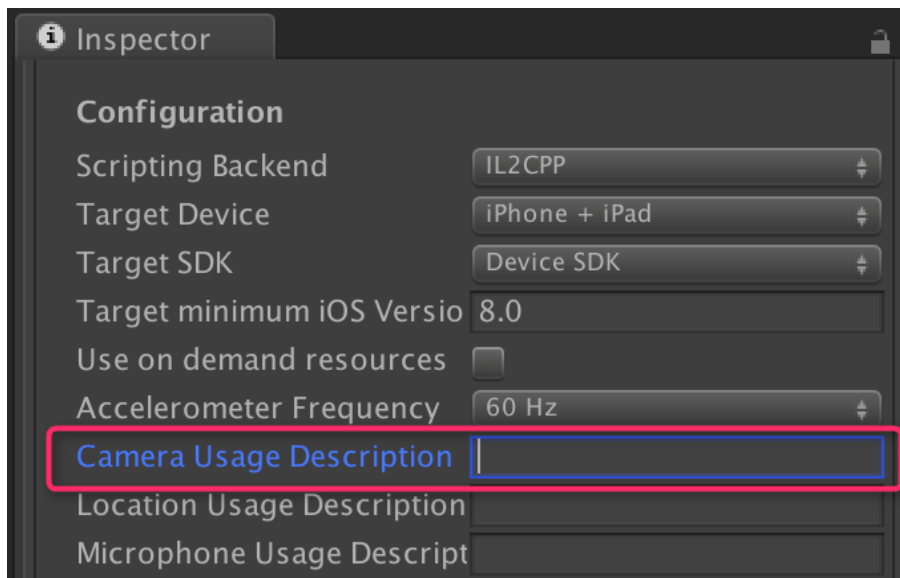 Inspector
Configuration
Scripting Backend IL2CPP
Target Device iPhone + iPad
Target SDK Device SDK
Target minimum iOS Versio 8.0
Use on demand resources
Accelerometer Frequency 60 Hz
Camera Usage Description
Location Usage Description
Microphone Usage Descript